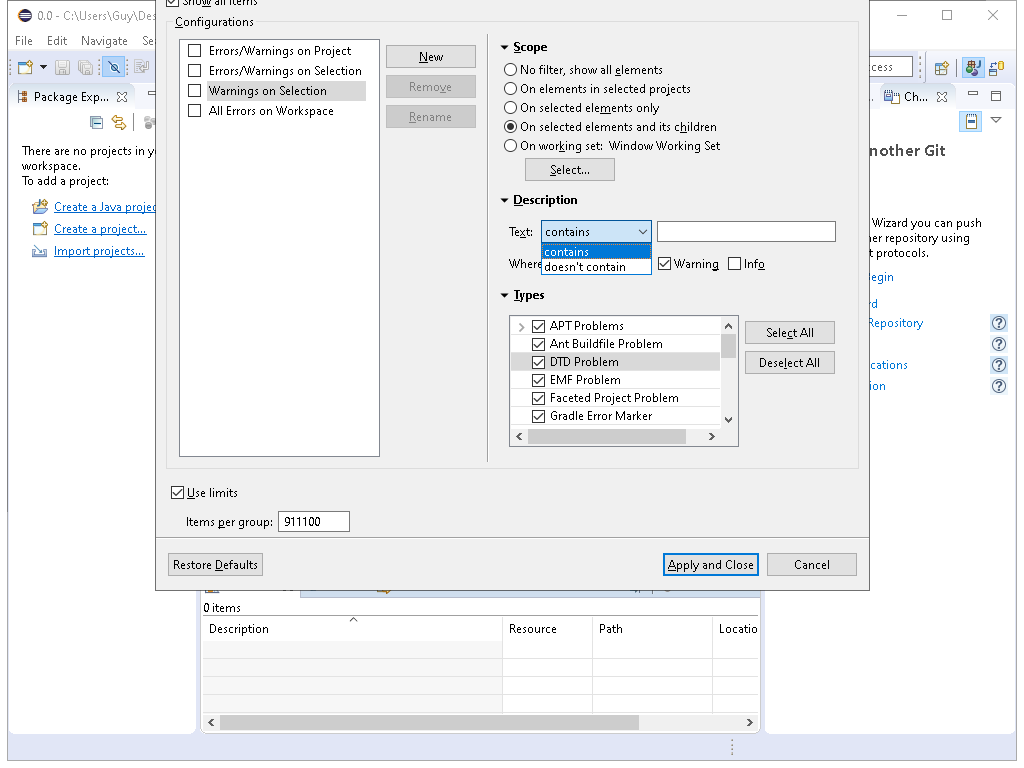 0.0 - C:\Users\Guy\Des
Show all items
File Edit Navigate Se
Configurations
Errors/Warnings on Project
Errors/Warnings on Selection
Warnings on Selection
All Errors on Workspace
New
Remove
Rename
Scope
No filter, show all elements
On elements in selected projects
On selected elements only
On selected elements and its children
On working set: Window Working Set
Select...
Description
Text: contains
contains
doesn't contain
Where
Warning
Info
Types
APT Problems
Ant Buildfile Problem
DTD Problem
EMF Problem
Faceted Project Problem
Gradle Error Marker
Select All
Deselect All
Use limits
Items per group: 911100
Restore Defaults
Apply and Close
Cancel
Package Exp...
There are no projects in y
workspace.
To add a project:
Create a Java projec
Create a project...
Import projects...
cess
Ch...
nother Git
Wizard you can push
er repository using
t protocols.
egin
rd
Repository
cations
ion
0 items
Description Resource Path Locatio